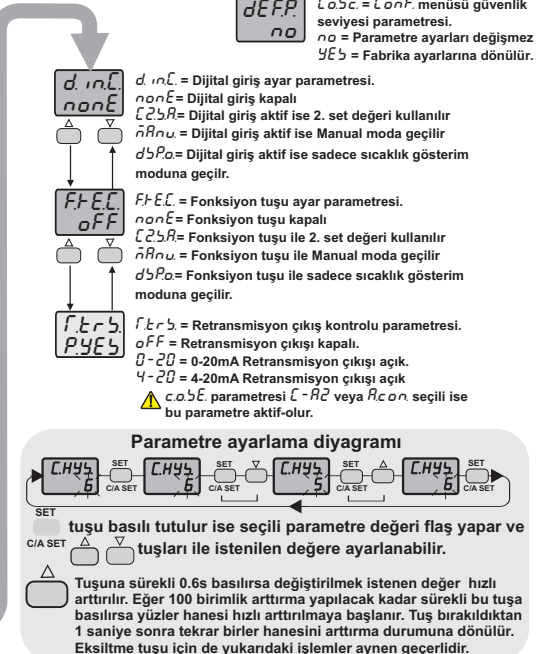 dEF.P.
no
Lo.Sc. = ConF. menüsü güvenlik
seviyesi parametresi.
no = Parametre ayarları değişmez
YES = Fabrika ayarlarına dönülür.
d. in.C.
nonE
d. in.C. = Dijital giriş ayar parametresi.
nonE= Dijital giriş kapalı
C2.S.A.= Dijital giriş aktif ise 2. set değeri kullanılır
mAnu. = Dijital giriş aktif ise Manual moda geçilir
dSP.o.= Dijital giriş aktif ise sadece sıcaklık gösterim
moduna geçilr.
F.tE.C.
oFF
F.tE.C. = Fonksiyon tuşu ayar parametresi.
nonE = Fonksiyon tuşu kapalı
C2.S.A.= Fonksiyon tuşu ile 2. set değeri kullanılır
mAnu. = Fonksiyon tuşu ile Manual moda geçilir
dSP.o.= Fonksiyon tuşu ile sadece sıcaklık gösterim
moduna geçilir.
r.trS.
P.YES
r.trS. = Retransmisyon çıkış kontrolu parametresi.
oFF = Retransmisyon çıkışı kapalı.
0-20 = 0-20mA Retransmisyon çıkışı açık.
4-20 = 4-20mA Retransmisyon çıkışı açık
c.o.SE. parametresi C-A2 veya A.con. seçili ise
bu parametre aktif-olur.
Parametre ayarlama diyagramı
C.HYS. 6 SET C/A SET C.HYS. 6 SET C/A SET C.HYS. 5 SET C/A SET C.HYS. 6 SET C/A SET
SET
tuşu basılı tutulur ise seçili parametre değeri flaş yapar ve
C/A SET tuşları ile istenilen değere ayarlanabilir.
Tuşuna sürekli 0.6s basılırsa değiştirilmek istenen değer hızlı
arttırılır. Eğer 100 birimlik arttırma yapılacak kadar sürekli bu tuşa
basılırsa yüzler hanesi hızlı arttırılmaya başlanır. Tuş bırakıldıktan
1 saniye sonra tekrar birler hanesini arttırma durumuna dönülür.
Eksiltme tuşu için de yukarıdaki işlemler aynen geçerlidir.